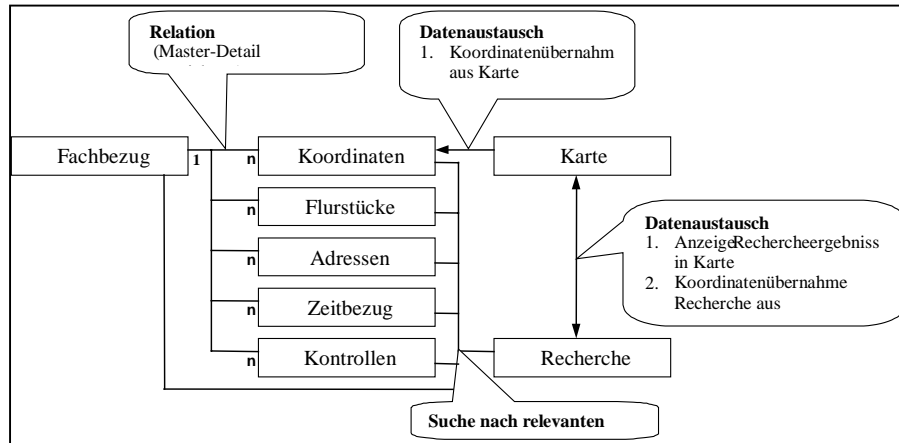 Relation
(Master-Detail
Datenaustausch
1. Koordinatenübernahm
aus Karte
Fachbezug
1
n
Koordinaten
Karte
n
Flurstücke
n
Adressen
n
Zeitbezug
n
Kontrollen
Datenaustausch
1. AnzeigeRechercheergebniss
in Karte
2. Koordinatenübernahme
Recherche aus
Recherche
Suche nach relevanten